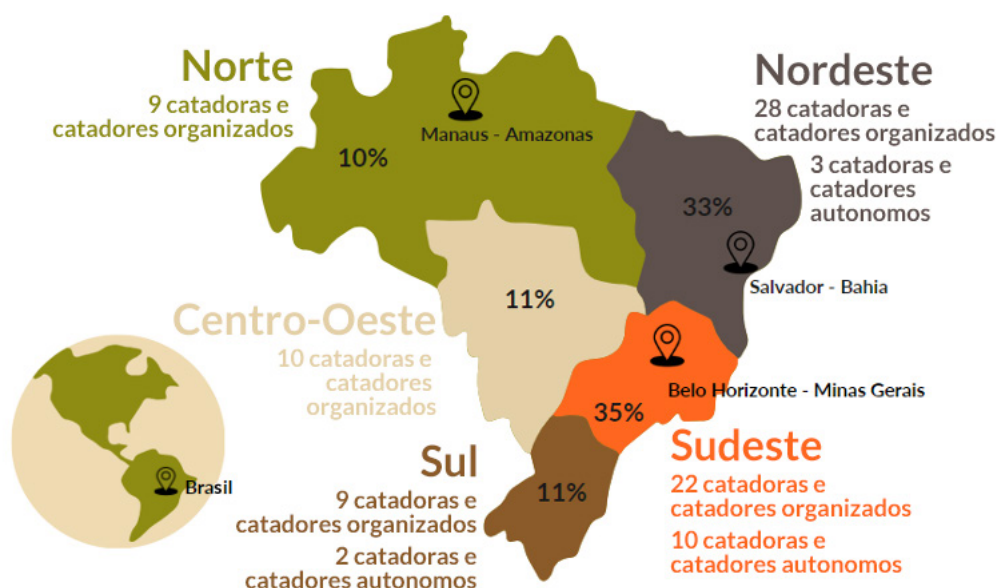 Norte
9 catadoras e
catadores organizados
Manaus - Amazonas
10%
Nordeste
28 catadoras e
catadores organizados
3 catadoras e
catadores
autonomos
33%
Salvador - Bahia
Centro-Oeste
10 catadoras e
catadores
organizados
11%
Belo Horizonte - Minas Gerais
35%
Sudeste
22 catadoras e
catadores organizados
10 catadoras e
catadores autonomos
Sul
9 catadoras e
catadores organizados
2 catadoras e
catadores autonomos
11%
Brasil